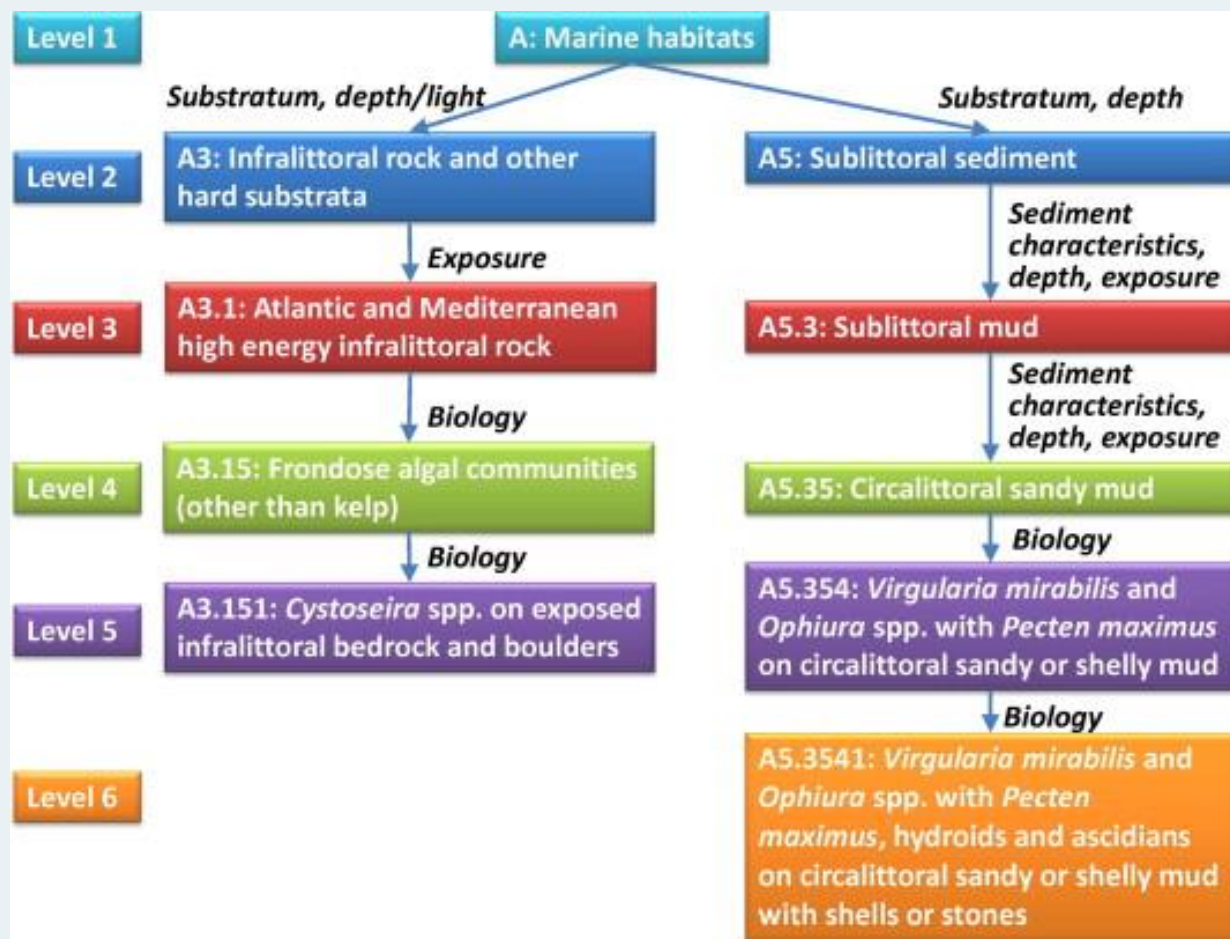 Level 1
A: Marine habitats
Substratum, depth/light
Substratum, depth
Level 2
A3: Infralittoral rock and other
hard substrata
A5: Sublittoral sediment
Exposure
Sediment
characteristics,
depth, exposure
Level 3
A3.1: Atlantic and Mediterranean
high energy infralittoral rock
A5.3: Sublittoral mud
Biology
Sediment
characteristics,
depth, exposure
Level 4
A3.15: Frondose algal communities
(other than kelp)
A5.35: Circalittoral sandy mud
Biology
Biology
Level 5
A3.151: Cystoseira spp. on exposed
infralittoral bedrock and boulders
A5.354: Virgularia mirabilis and
Ophiura spp. with Pecten maximus
on circalittoral sandy or shelly mud
Biology
Level 6
A5.3541: Virgularia mirabilis and
Ophiura spp. with Pecten
maximus, hydroids and ascidians
on circalittoral sandy or shelly mud
with shells or stones